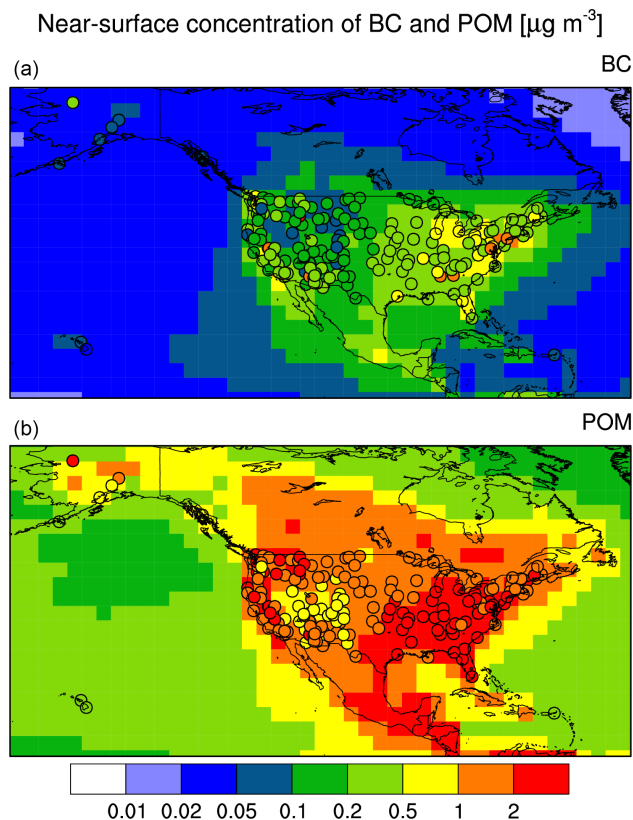 Near-surface concentration of BC and POM [μg m⁻³]
(a)
BC
(b)
POM
0.01 0.02 0.05 0.1 0.2 0.5 1 2